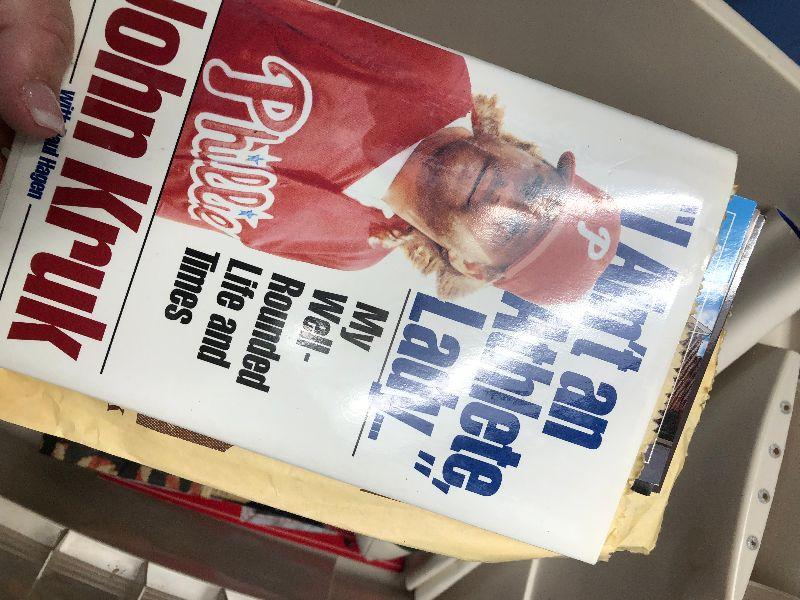 "I Ain't an
Athlete,
Lady..."
My
Well-
Rounded
Life and
Times
Phillies
P
John Kruk
with Paul Hagen